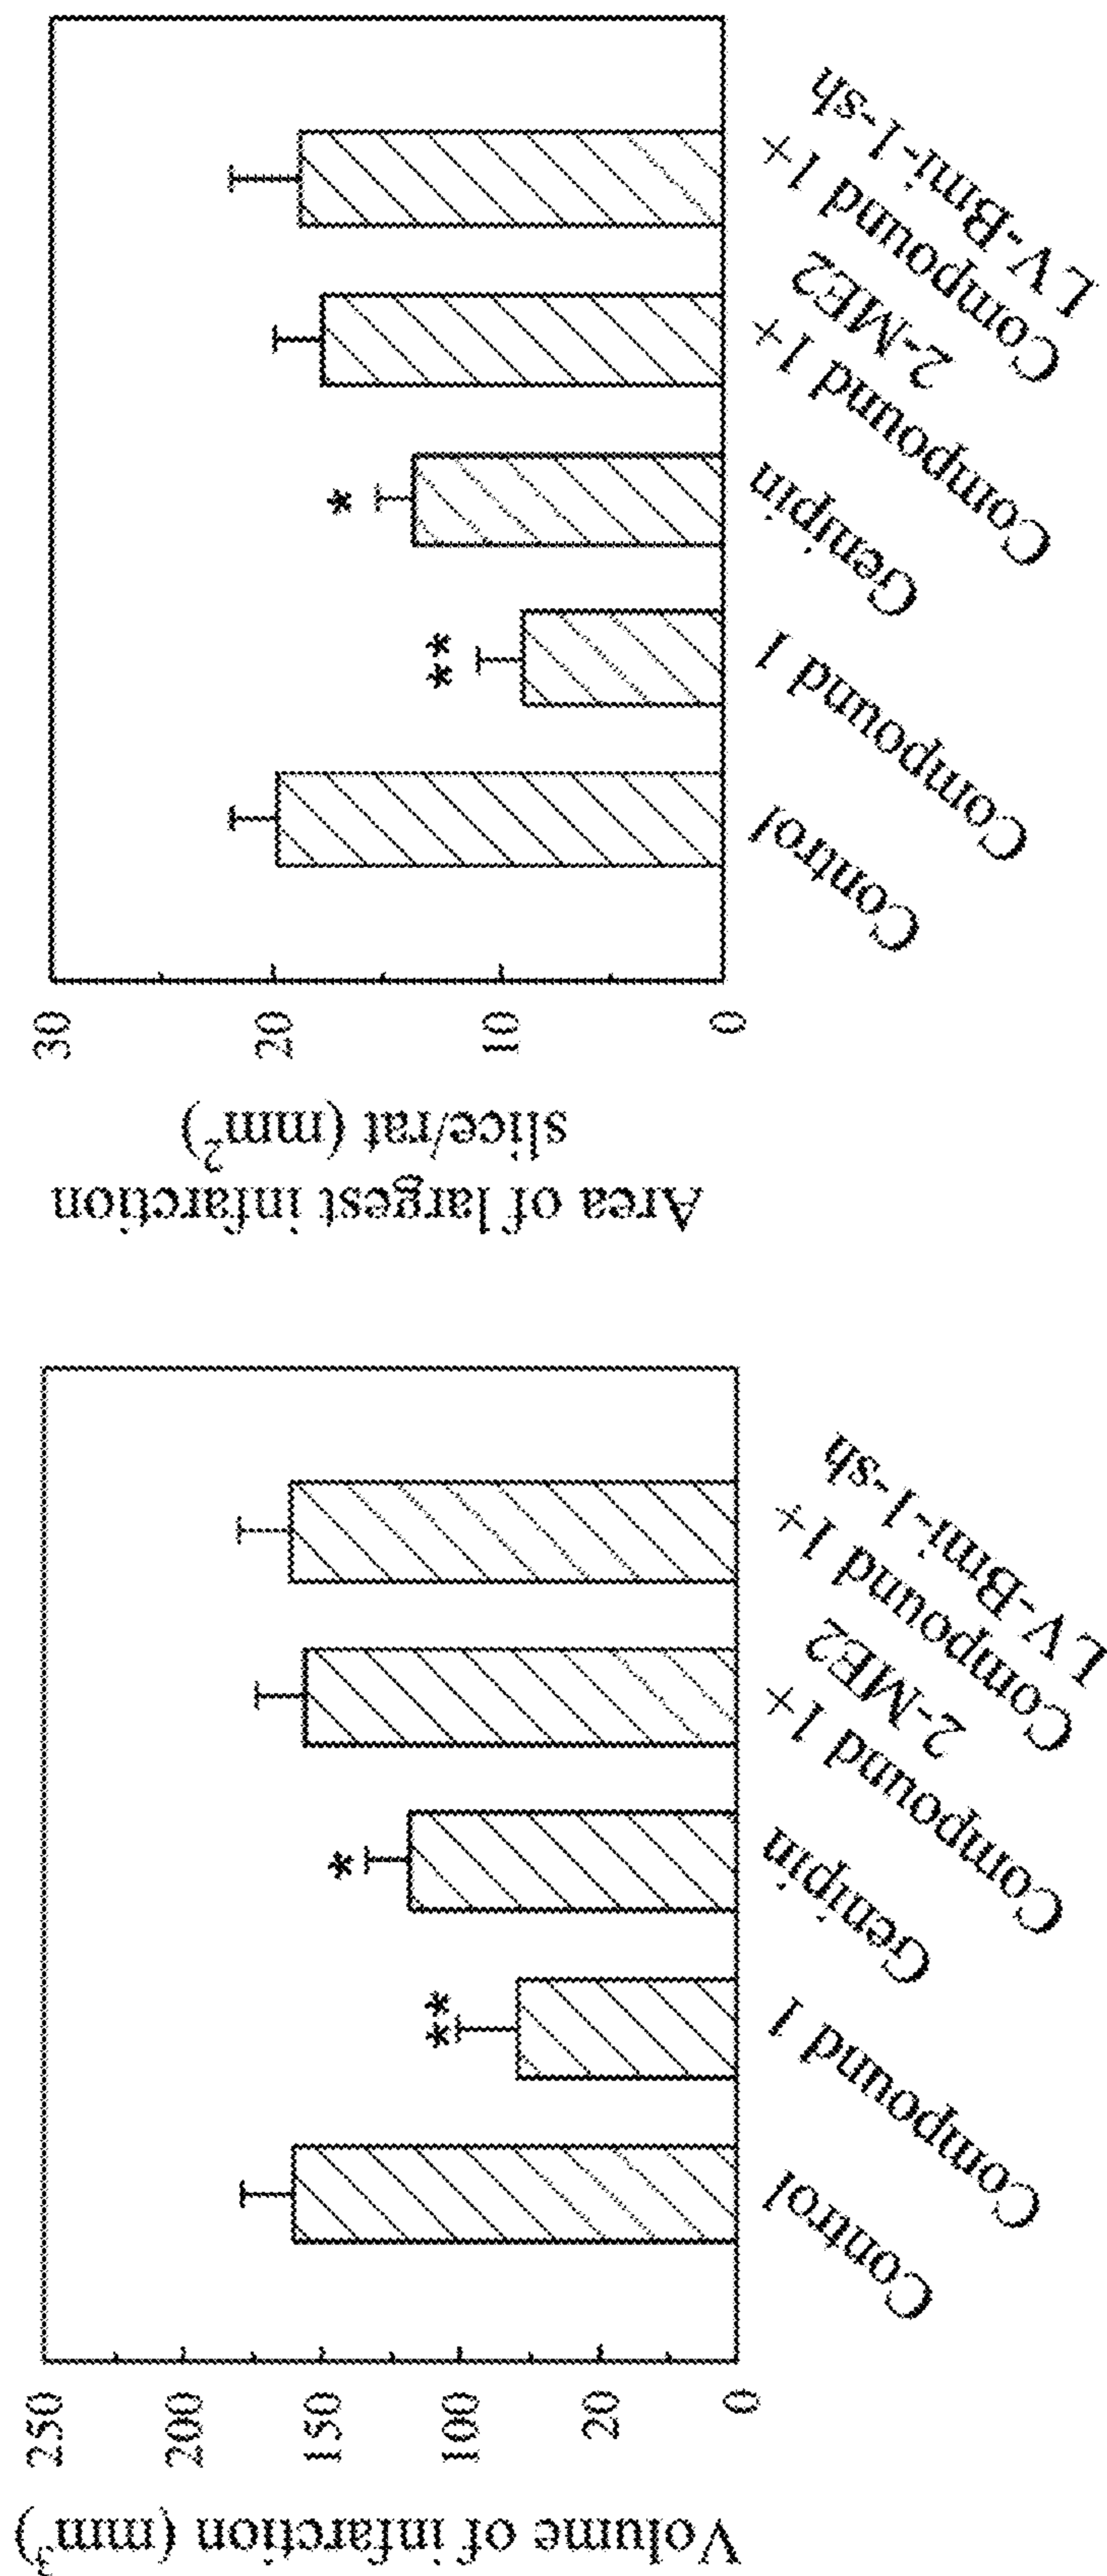 Volume of infarction (mm³)
250
200
150
100
20
0
**
*
Control
Compound 1
Genipin
Compound 1+
2-ME2
Compound 1+
LV-Bmi-1-sh
Area of largest infarction
slice/rat (mm²)
30
20
10
0
**
*
Control
Compound 1
Genipin
Compound 1+
2-ME2
Compound 1+
LV-Bmi-1-sh